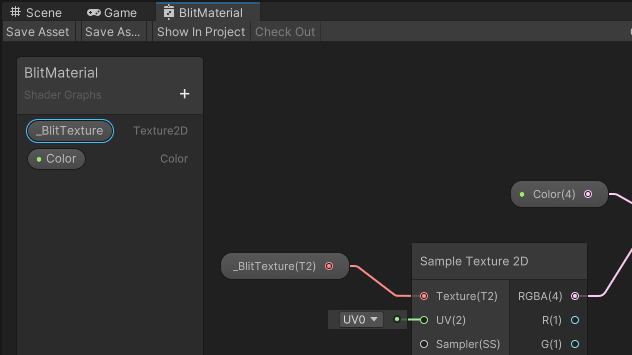 Scene Game BlitMaterial
Save Asset Save As... Show In Project Check Out
BlitMaterial
Shader Graphs
+
_BlitTexture Texture2D
Color Color
Color(4)
_BlitTexture(T2)
Sample Texture 2D
Texture(T2) RGBA(4)
UV0 UV(2) R(1)
Sampler(SS) G(1)